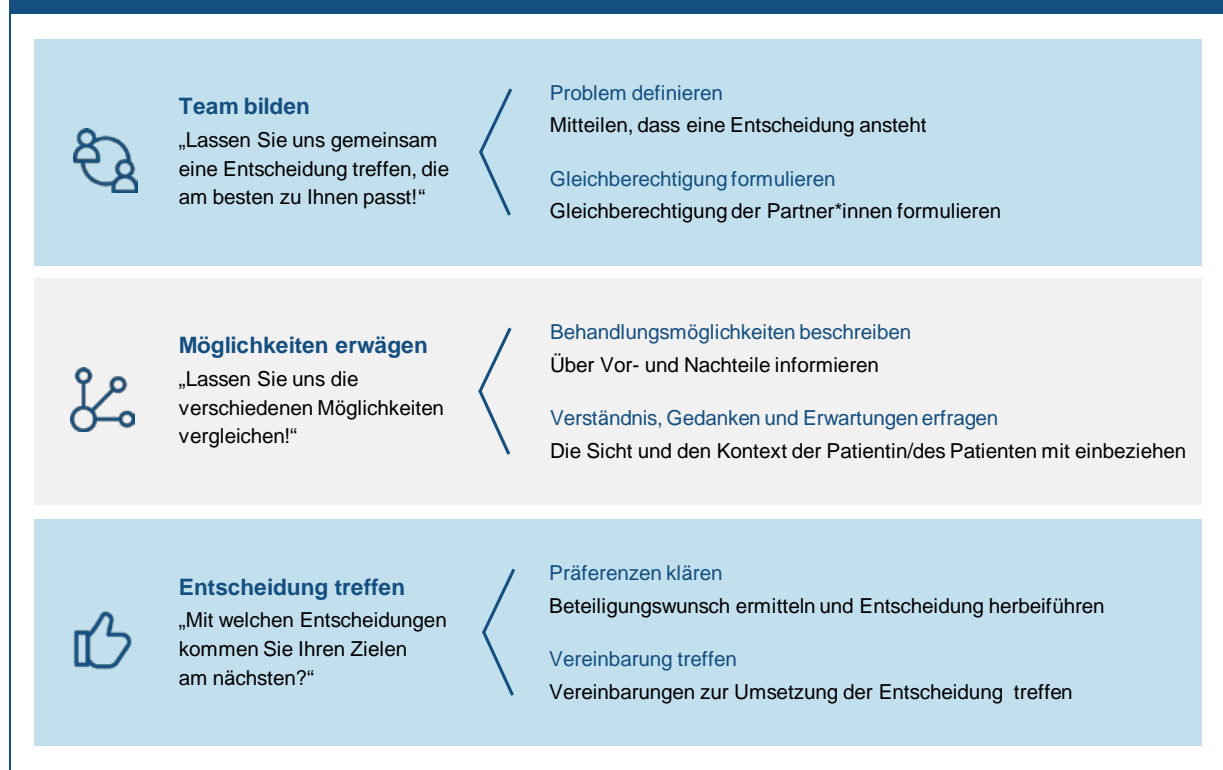 Team bilden
„Lassen Sie uns gemeinsam
eine Entscheidung treffen, die
am besten zu Ihnen passt!“
Problem definieren
Mitteilen, dass eine Entscheidung ansteht
Gleichberechtigung formulieren
Gleichberechtigung der Partner*innen formulieren
Möglichkeiten erwägen
„Lassen Sie uns die
verschiedenen Möglichkeiten
vergleichen!“
Behandlungsmöglichkeiten beschreiben
Über Vor- und Nachteile informieren
Verständnis, Gedanken und Erwartungen erfragen
Die Sicht und den Kontext der Patientin/des Patienten mit einbeziehen
Entscheidung treffen
„Mit welchen Entscheidungen
kommen Sie Ihren Zielen
am nächsten?“
Präferenzen klären
Beteiligungswunsch ermitteln und Entscheidung herbeiführen
Vereinbarung treffen
Vereinbarungen zur Umsetzung der Entscheidung treffen